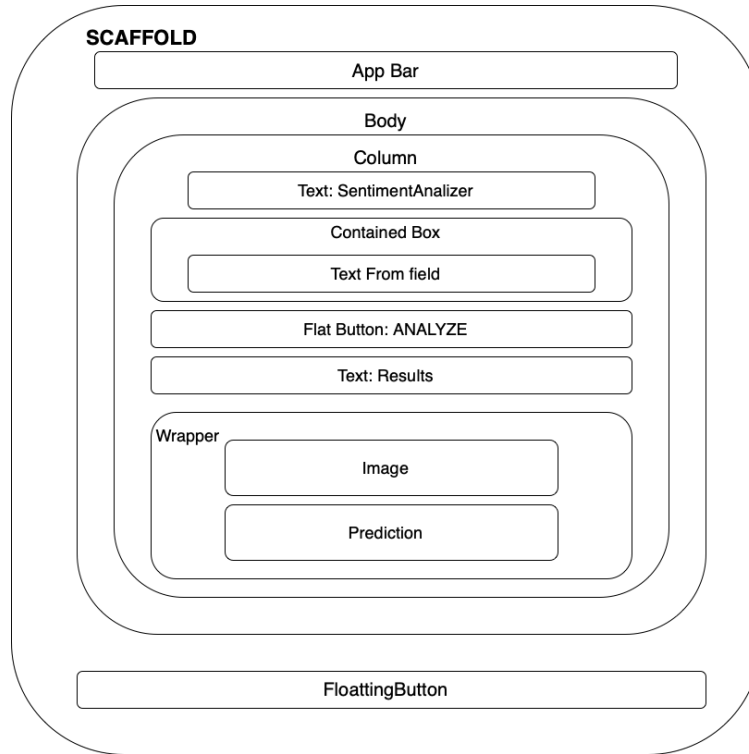 SCAFFOLD
App Bar
Body
Column
Text: SentimentAnalizer
Contained Box
Text From field
Flat Button: ANALYZE
Text: Results
Wrapper
Image
Prediction
FloattingButton